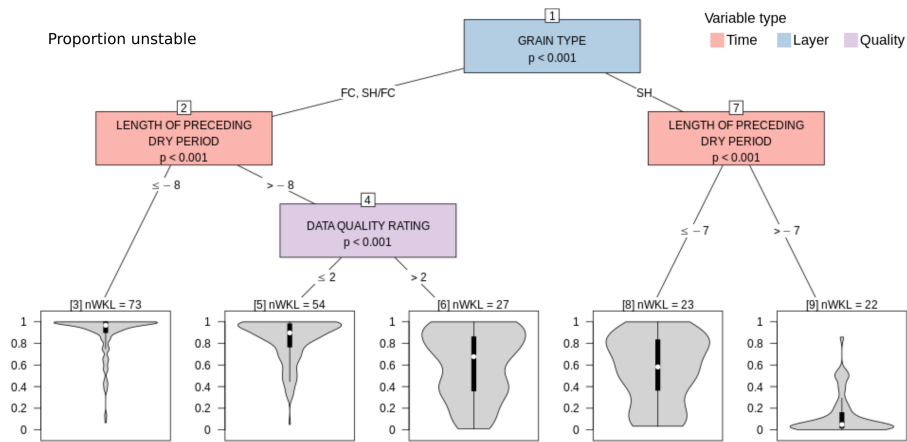 Proportion unstable
Variable type
Time
Layer
Quality
1
GRAIN TYPE
p < 0.001
FC, SH/FC
SH
2
LENGTH OF PRECEDING
DRY PERIOD
p < 0.001
7
LENGTH OF PRECEDING
DRY PERIOD
p < 0.001
≤ − 8
> − 8
4
DATA QUALITY RATING
p < 0.001
≤ − 7
> − 7
≤ 2
> 2
[3] nWKL = 73
1
0.8
0.6
0.4
0.2
0
[5] nWKL = 54
1
0.8
0.6
0.4
0.2
0
[6] nWKL = 27
1
0.8
0.6
0.4
0.2
0
[8] nWKL = 23
1
0.8
0.6
0.4
0.2
0
[9] nWKL = 22
1
0.8
0.6
0.4
0.2
0